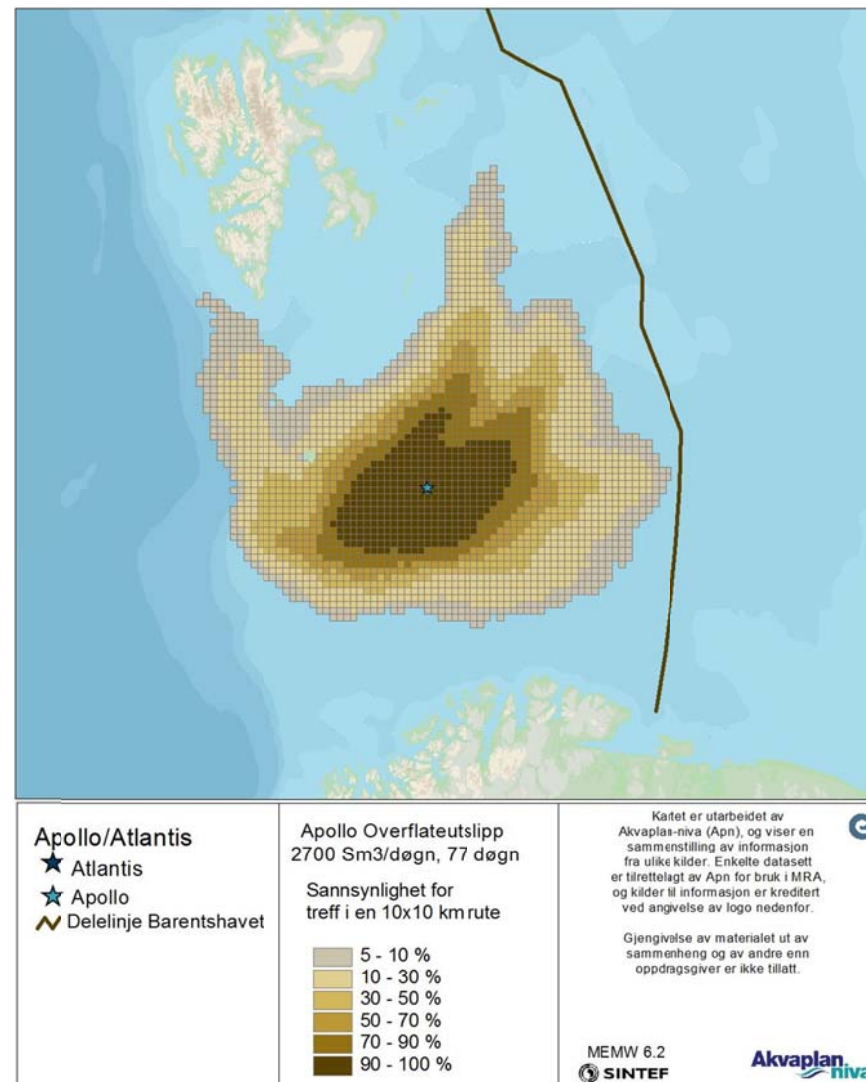 Apollo/Atlantis
Atlantis
Apollo
Delelinje Barentshavet
Apollo Overflateutslipp
2700 Sm3/døgn, 77 døgn
Sannsynlighet for
treff i en 10x10 km rute
5 - 10 %
10 - 30 %
30 - 50 %
50 - 70 %
70 - 90 %
90 - 100 %
Kartet er utarbeidet av
Akvaplan-niva (Apn), og viser en
sammenstilling av informasjon
fra ulike kilder. Enkelte datasett
er tilrettelagt av Apn for bruk i MRA,
og kilder til informasjon er kreditert
ved angivelse av logo nedenfor.
Gjengivelse av materialet ut av
sammenheng og av andre enn
oppdragsgiver er ikke tillatt.
MEMW 6.2
SINTEF
Akvaplan
niva